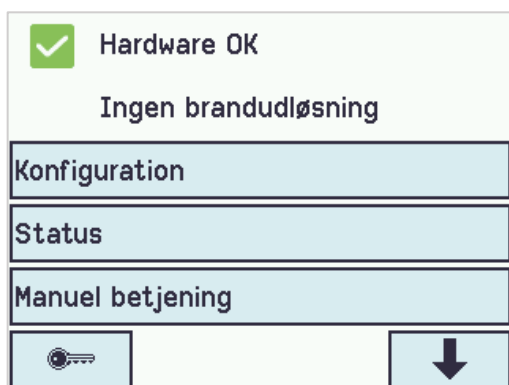 Hardware OK
Ingen brandudløsning
Konfiguration
Status
Manuel betjening